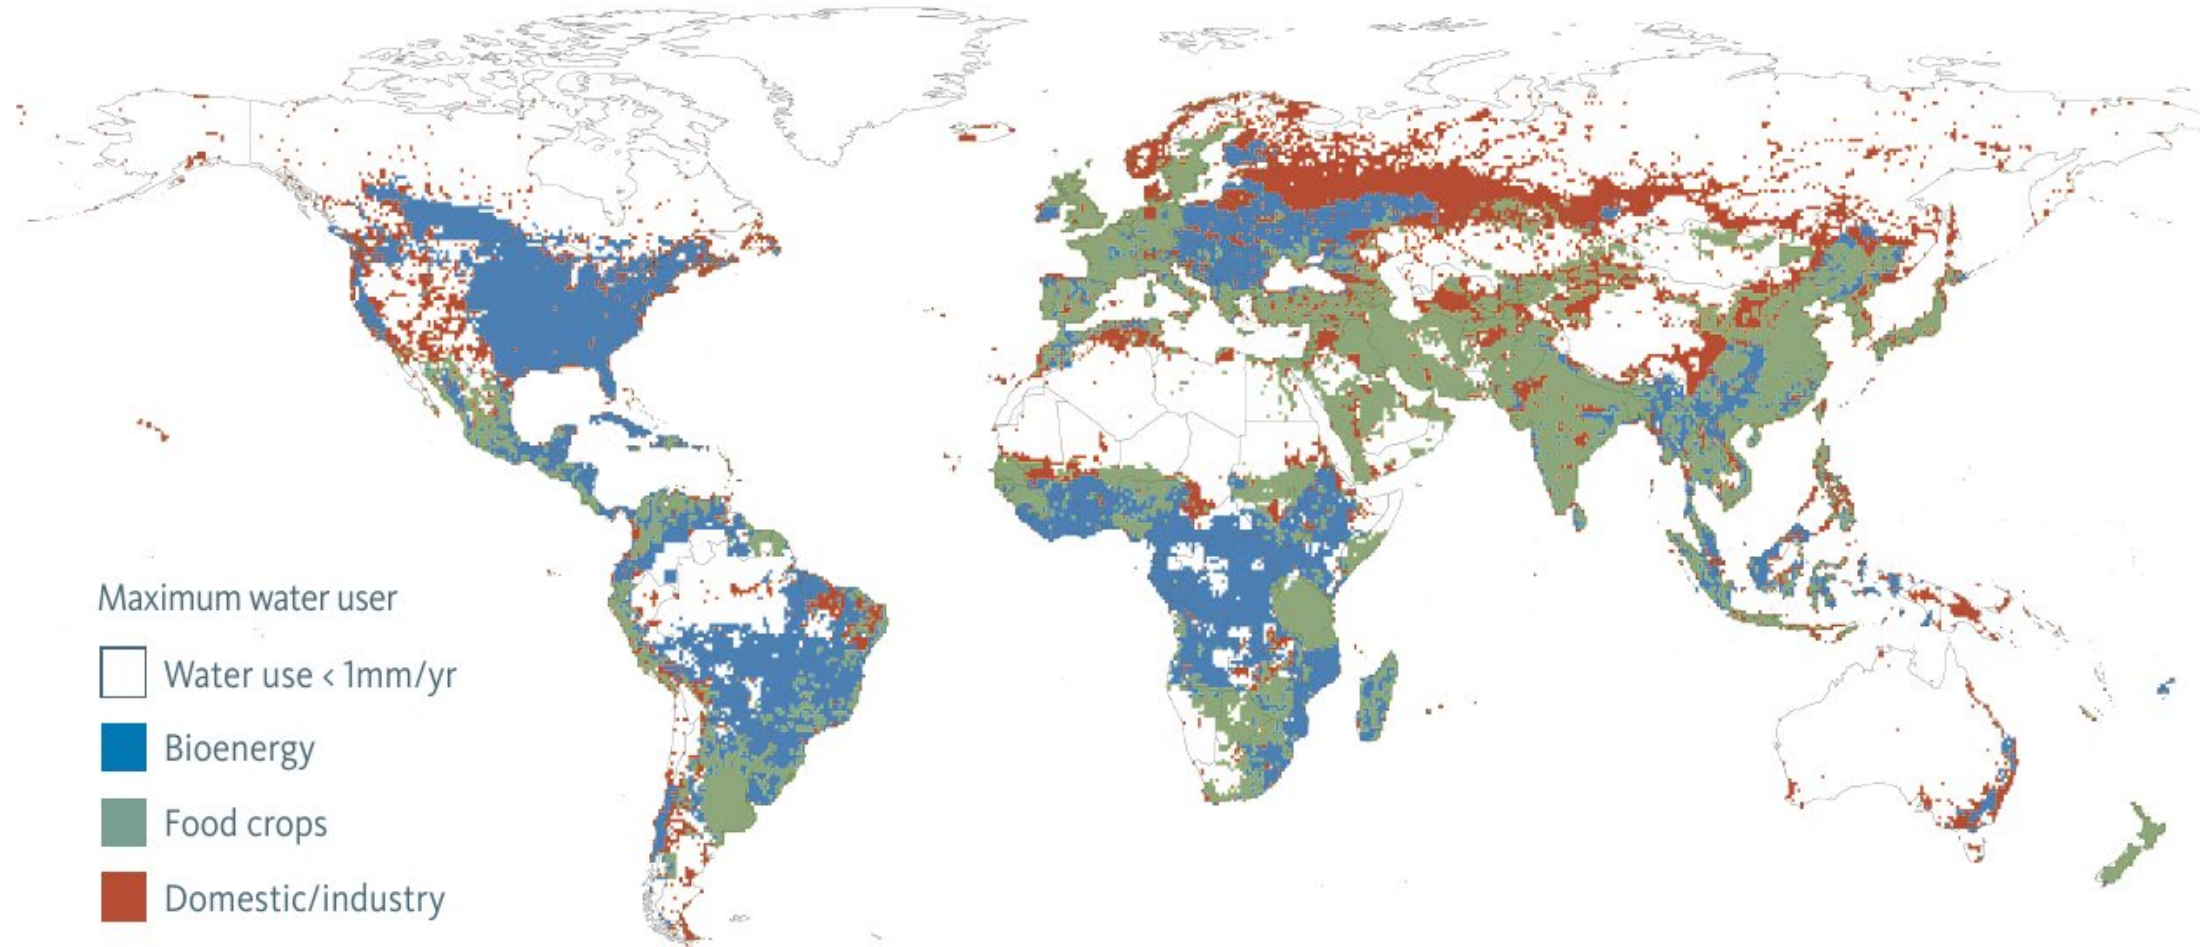 Maximum water user
Water use < 1mm/yr
Bioenergy
Food crops
Domestic/industry